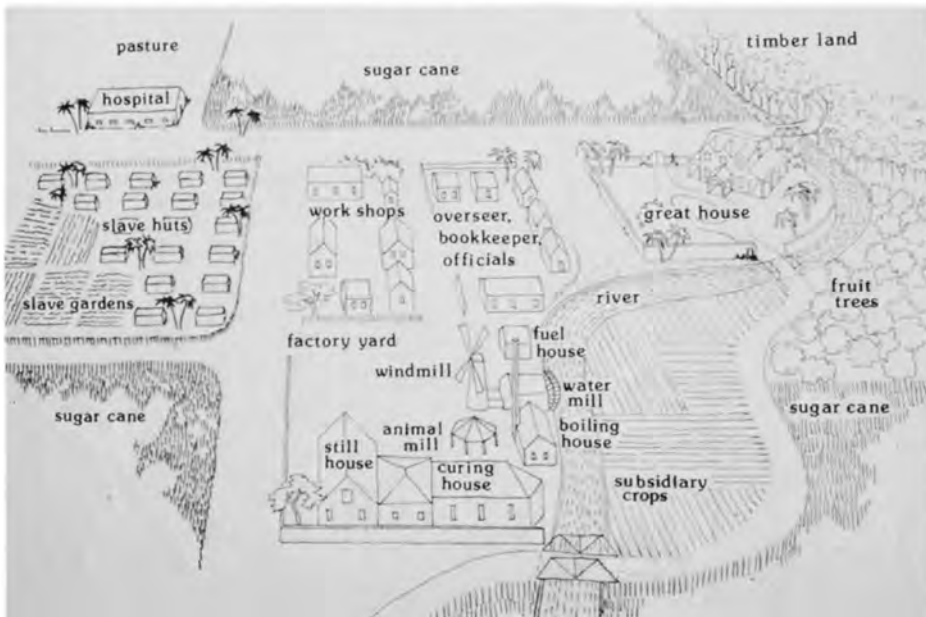 pasture
timber land
sugar cane
hospital
slave huts
work shops
overseer,
bookkeeper,
officials
great house
slave gardens
river
fruit
trees
factory yard
fuel
house
windmill
water
mill
sugar cane
sugar cane
animal
mill
boiling
house
still
house
curing
house
subsidiary
crops